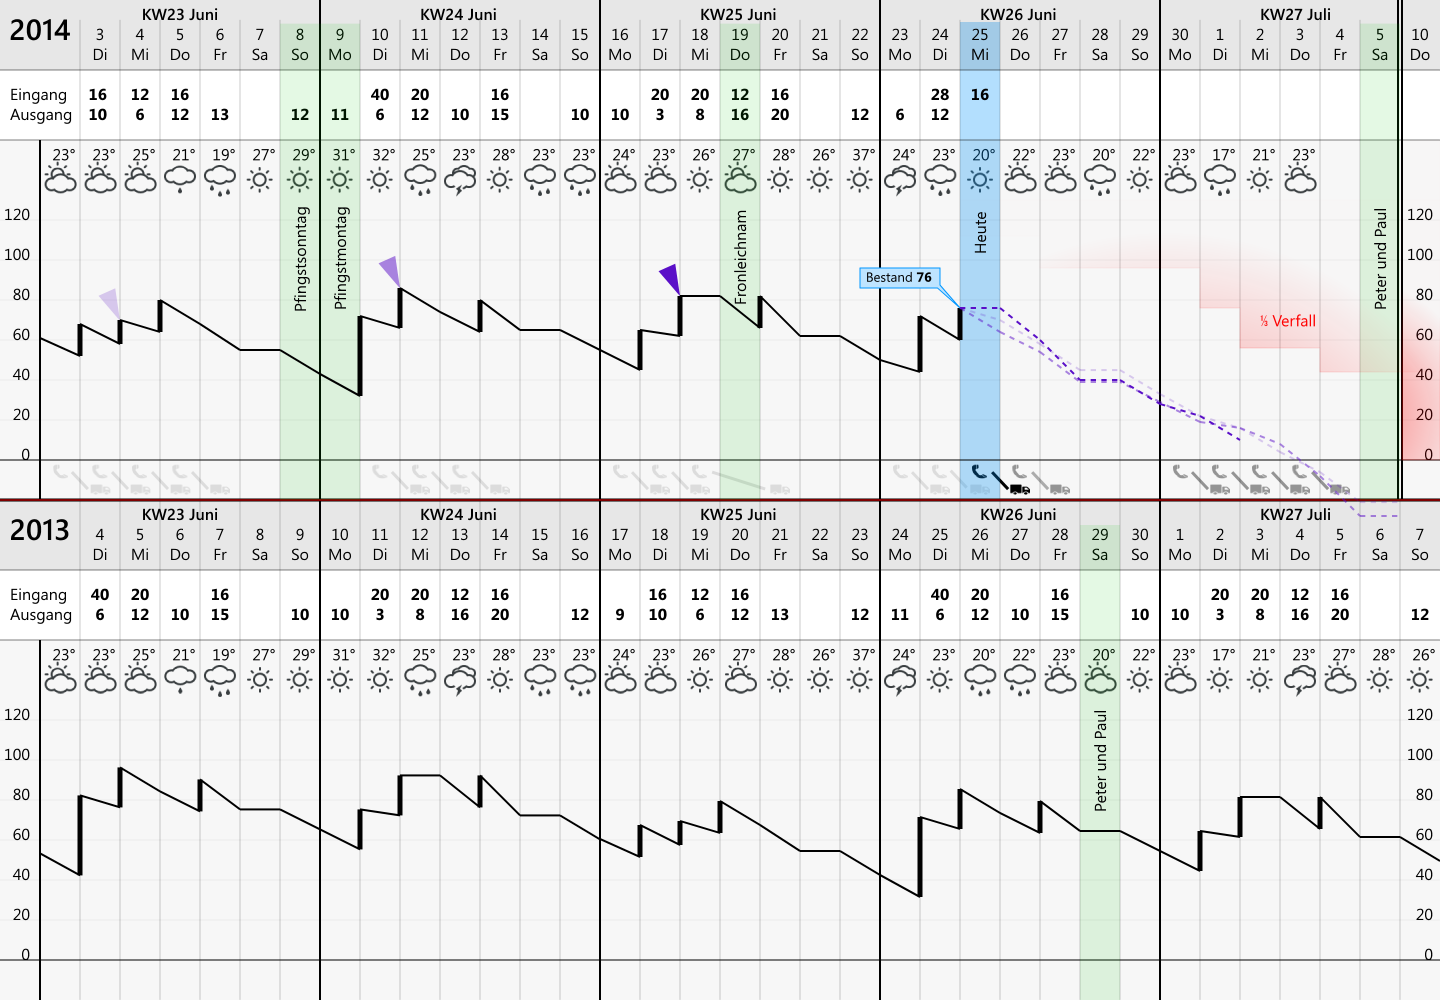 KW23 Juni KW24 Juni KW25 Juni KW26 Juni KW27 Juli
2014 3 4 5 6 7 8 9 10 11 12 13 14 15 16 17 18 19 20 21 22 23 24 25 26 27 28 29 30 1 2 3 4 5 10
Di Mi Do Fr Sa So Mo Di Mi Do Fr Sa So Mo Di Mi Do Fr Sa So Mo Di Mi Do Fr Sa So Mo Di Mi Do Fr Sa Do
Eingang 16 12 16 40 20 16 20 20 12 16 28 16
Ausgang 10 6 12 13 12 11 6 12 10 15 10 10 3 8 16 20 12 6 12
23° 23° 25° 21° 19° 27° 29° 31° 32° 25° 23° 28° 23° 23° 24° 23° 26° 27° 28° 26° 37° 24° 23° 20° 22° 23° 20° 22° 23° 17° 21° 23°
Pfingstsonntag
Pfingstmontag
Fronleichnam
Heute
Peter und Paul
120 120
100 100
Bestand 76
80 80
⅓ Verfall
60 60
40 40
20 20
0 0
KW23 Juni KW24 Juni KW25 Juni KW26 Juni KW27 Juli
2013 4 5 6 7 8 9 10 11 12 13 14 15 16 17 18 19 20 21 22 23 24 25 26 27 28 29 30 1 2 3 4 5 6 7
Di Mi Do Fr Sa So Mo Di Mi Do Fr Sa So Mo Di Mi Do Fr Sa So Mo Di Mi Do Fr Sa So Mo Di Mi Do Fr Sa So
Eingang 40 20 16 20 20 12 16 16 12 16 40 20 16 20 20 12 16
Ausgang 6 12 10 15 10 10 3 8 16 20 12 9 10 6 12 13 12 11 6 12 10 15 10 10 3 8 16 20 12
23° 23° 25° 21° 19° 27° 29° 31° 32° 25° 23° 28° 23° 23° 24° 23° 26° 27° 28° 26° 37° 24° 23° 20° 22° 23° 20° 22° 23° 17° 21° 23° 27° 28° 26°
Peter und Paul
120 120
100 100
80 80
60 60
40 40
20 20
0 0